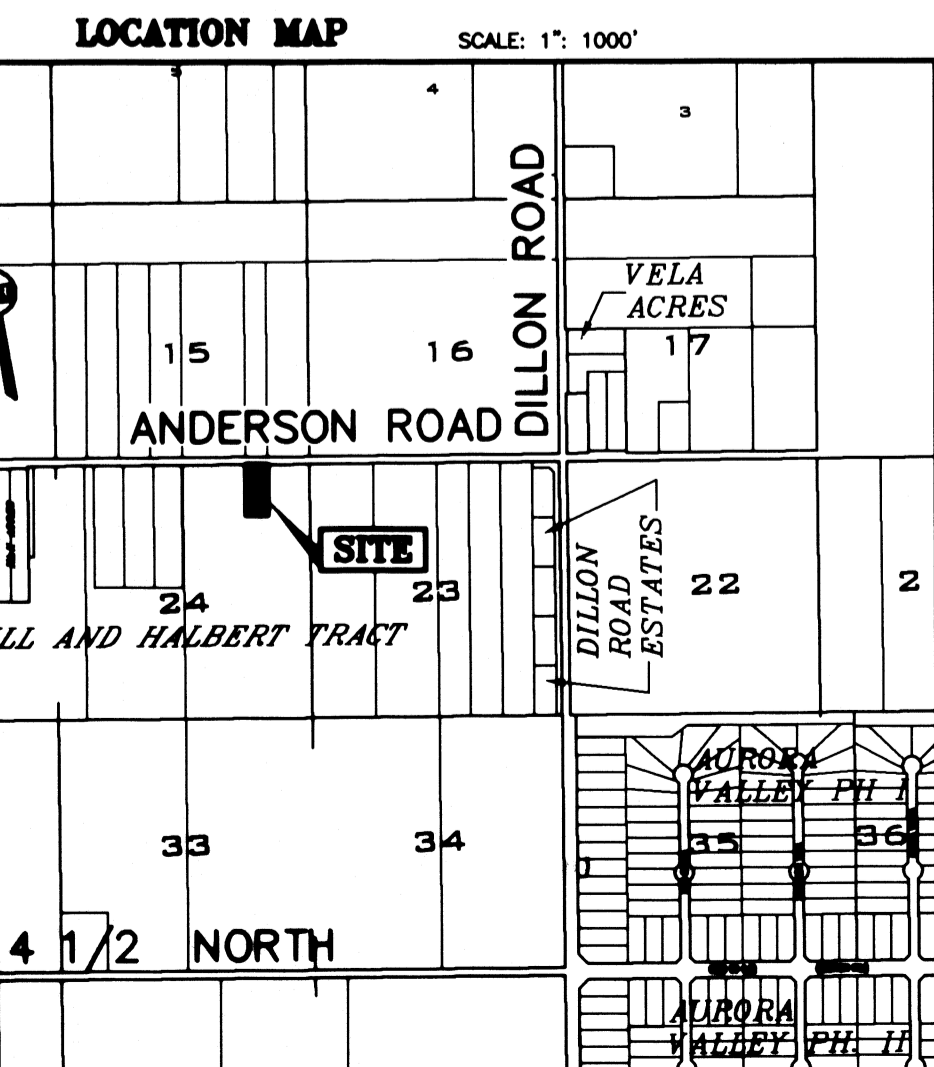 LOCATION MAP
SCALE: 1": 1000'
4
3
DILLON ROAD
VELA
ACRES
15
16
17
ANDERSON ROAD
SITE
24
23
22
2
DILLON
ROAD
ESTATES
LL AND HALBERT TRACT
AURORA
VALLEY PH I
33
34
35
36
4 1/2 NORTH
AURORA
VALLEY PH. II